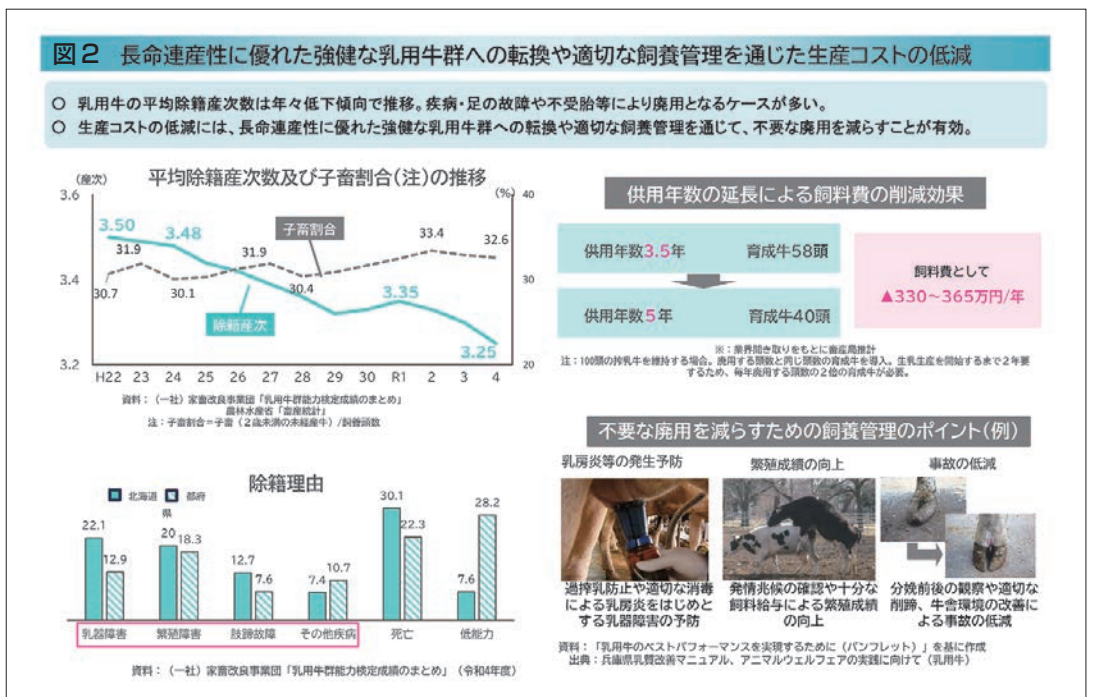 図２ 長命連産性に優れた強健な乳用牛群への転換や適切な飼養管理を通じた生産コストの低減
○ 乳用牛の平均除籍産次数は年々低下傾向で推移。疾病・足の故障や不受胎等により廃用となるケースが多い。
○ 生産コストの低減には、長命連産性に優れた強健な乳用牛群への転換や適切な飼養管理を通じて、不要な廃用を減らすことが有効。
平均除籍産次数及び子畜割合(注)の推移
(産次)
(%)
3.6
3.4
3.2
40
30
20
3.50
3.48
3.35
3.25
30.7
31.9
30.1
31.9
30.4
33.4
32.6
子畜割合
除籍産次
H22 23 24 25 26 27 28 29 30 R1 2 3 4
資料：（一社）家畜改良事業団「乳用牛群能力検定成績のまとめ」
農林水産省「畜産統計」
注：子畜割合＝子畜（２歳未満の未経産牛）/飼養頭数
除籍理由
北海道 都府
県
22.1
12.9
20
18.3
12.7
7.6
7.4
10.7
30.1
22.3
7.6
28.2
乳器障害 繁殖障害 肢蹄故障 その他疾病 死亡 低能力
資料：（一社）家畜改良事業団「乳用牛群能力検定成績のまとめ」（令和4年度）
供用年数の延長による飼料費の削減効果
供用年数3.5年 育成牛58頭
供用年数5年 育成牛40頭
飼料費として
▲330～365万円/年
※：業界聞き取りをもとに畜産局推計
注：100頭の搾乳牛を維持する場合。廃用する頭数と同じ頭数の育成牛を導入。生乳生産を開始するまで２年要
するため、毎年廃用する頭数の２倍の育成牛が必要。
不要な廃用を減らすための飼養管理のポイント(例)
乳房炎等の発生予防
過搾乳防止や適切な消毒
による乳房炎をはじめと
する乳器障害の予防
繁殖成績の向上
発情兆候の確認や十分な
飼料給与による繁殖成績
の向上
事故の低減
分娩前後の観察や適切な
削蹄、牛舎環境の改善に
よる事故の低減
資料：「乳用牛のベストパフォーマンスを実現するために（パンフレット）」を基に作成
出典：兵庫県乳質改善マニュアル、アニマルウェルフェアの実践に向けて（乳用牛）